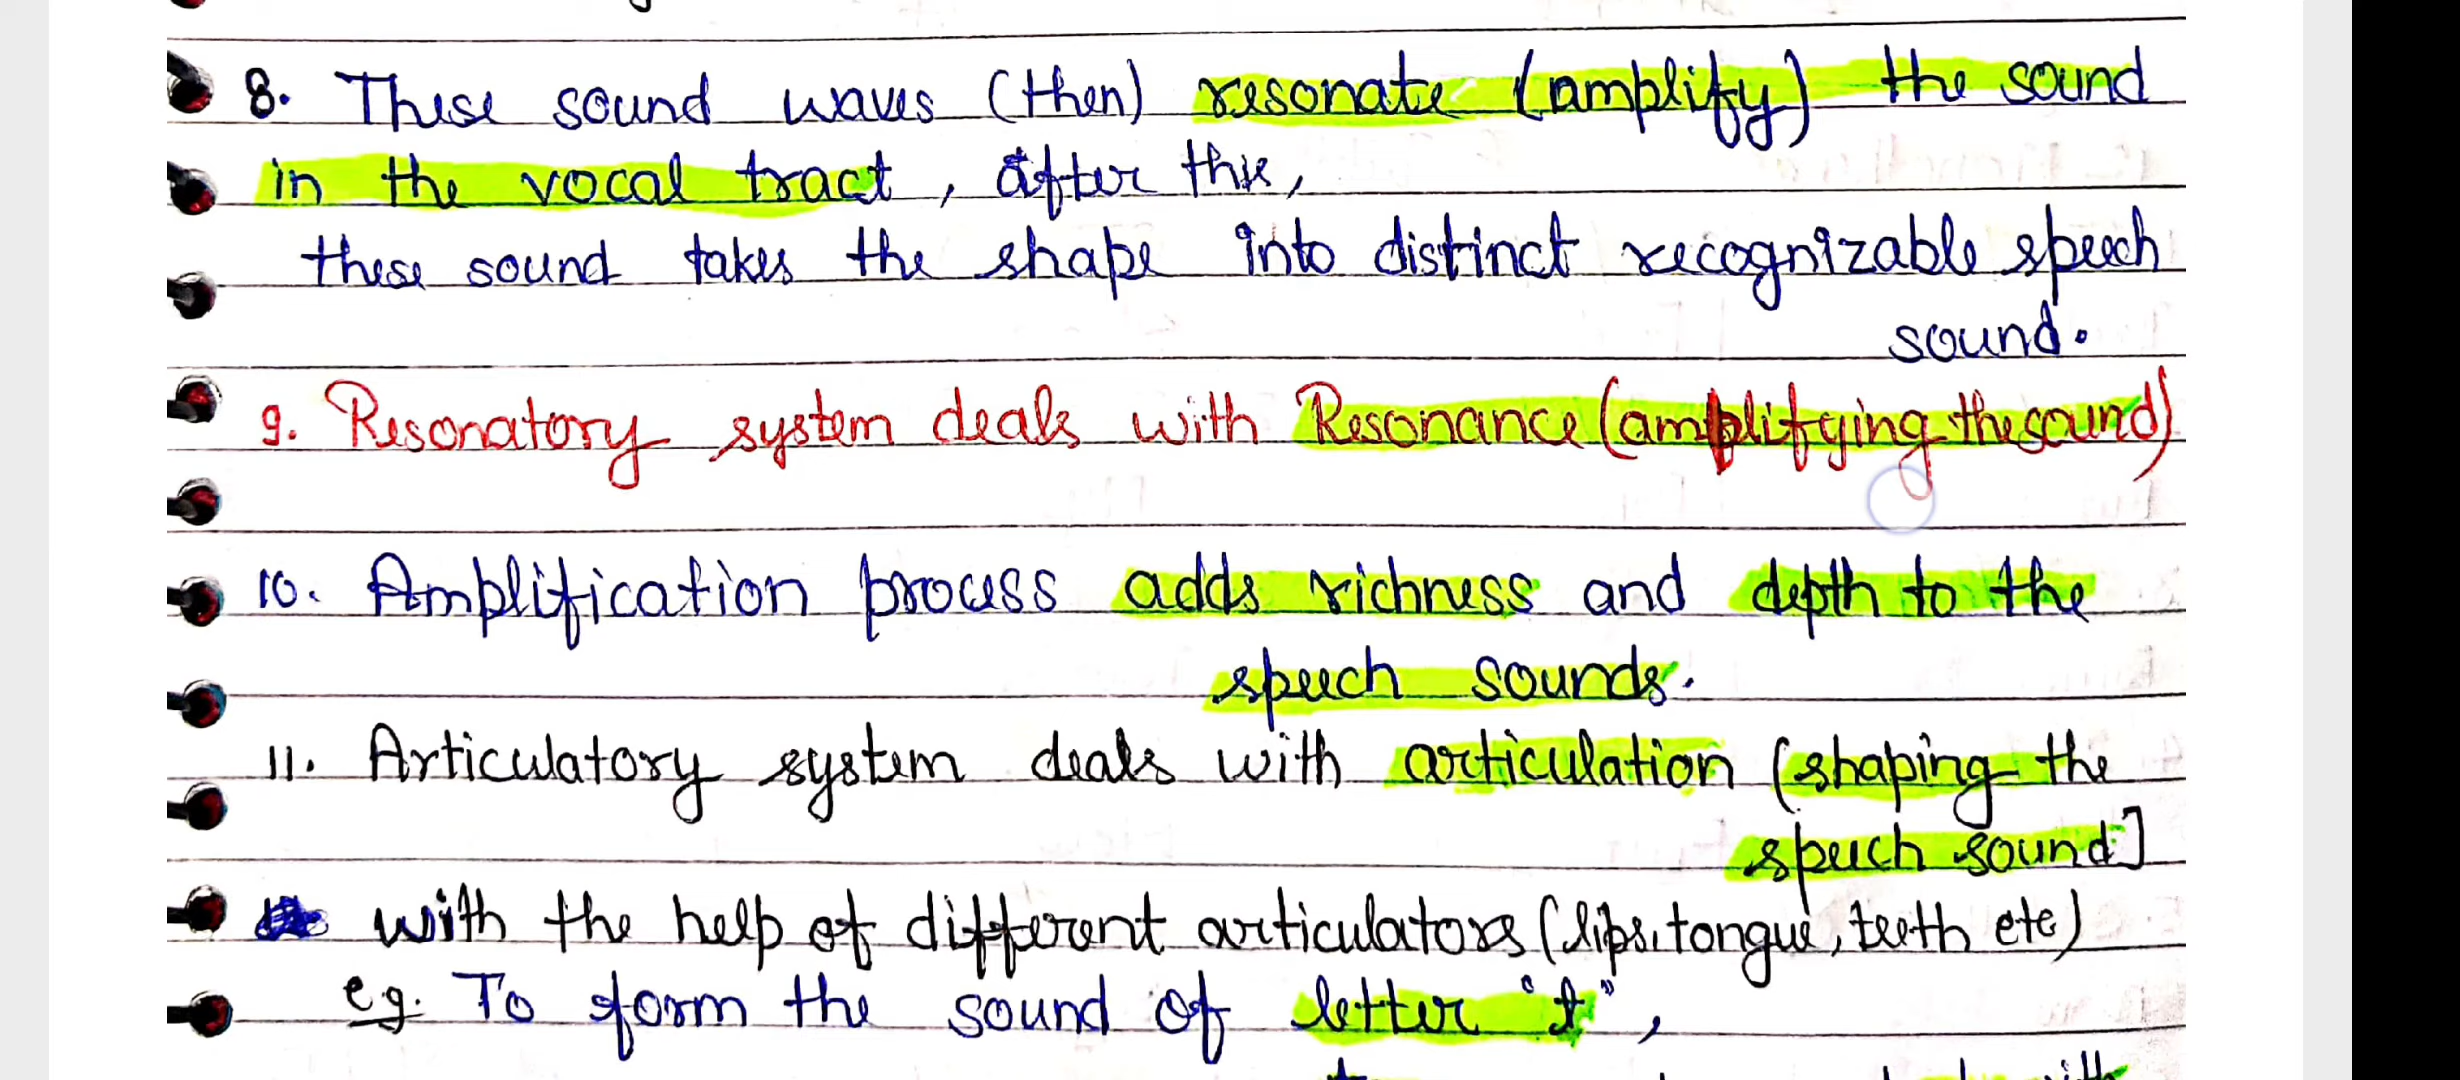 8. These sound waves (then) resonate (amplify) the sound
in the vocal tract, After this,
these sound takes the shape into distinct recognizable speech
sound.
9. Resonatory system deals with Resonance (amplifying the sound)
10. Amplification process adds richness and depth to the
speech sounds.
11. Articulatory system deals with articulation (shaping the
speech sound]
with the help of different articulators (lips, tongue, teeth etc)
eg. To form the sound of letter "t",